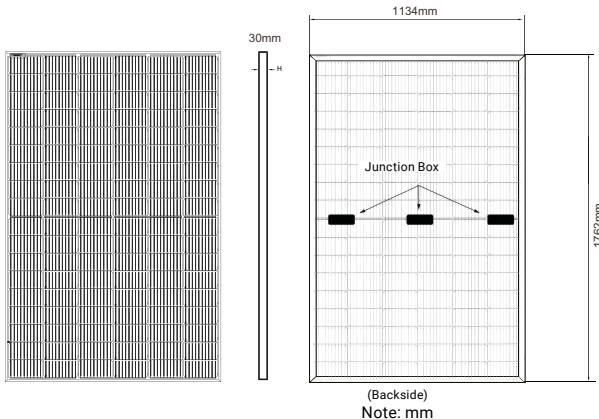 1134mm
30mm
H
Junction Box
1762mm
(Backside)
Note: mm